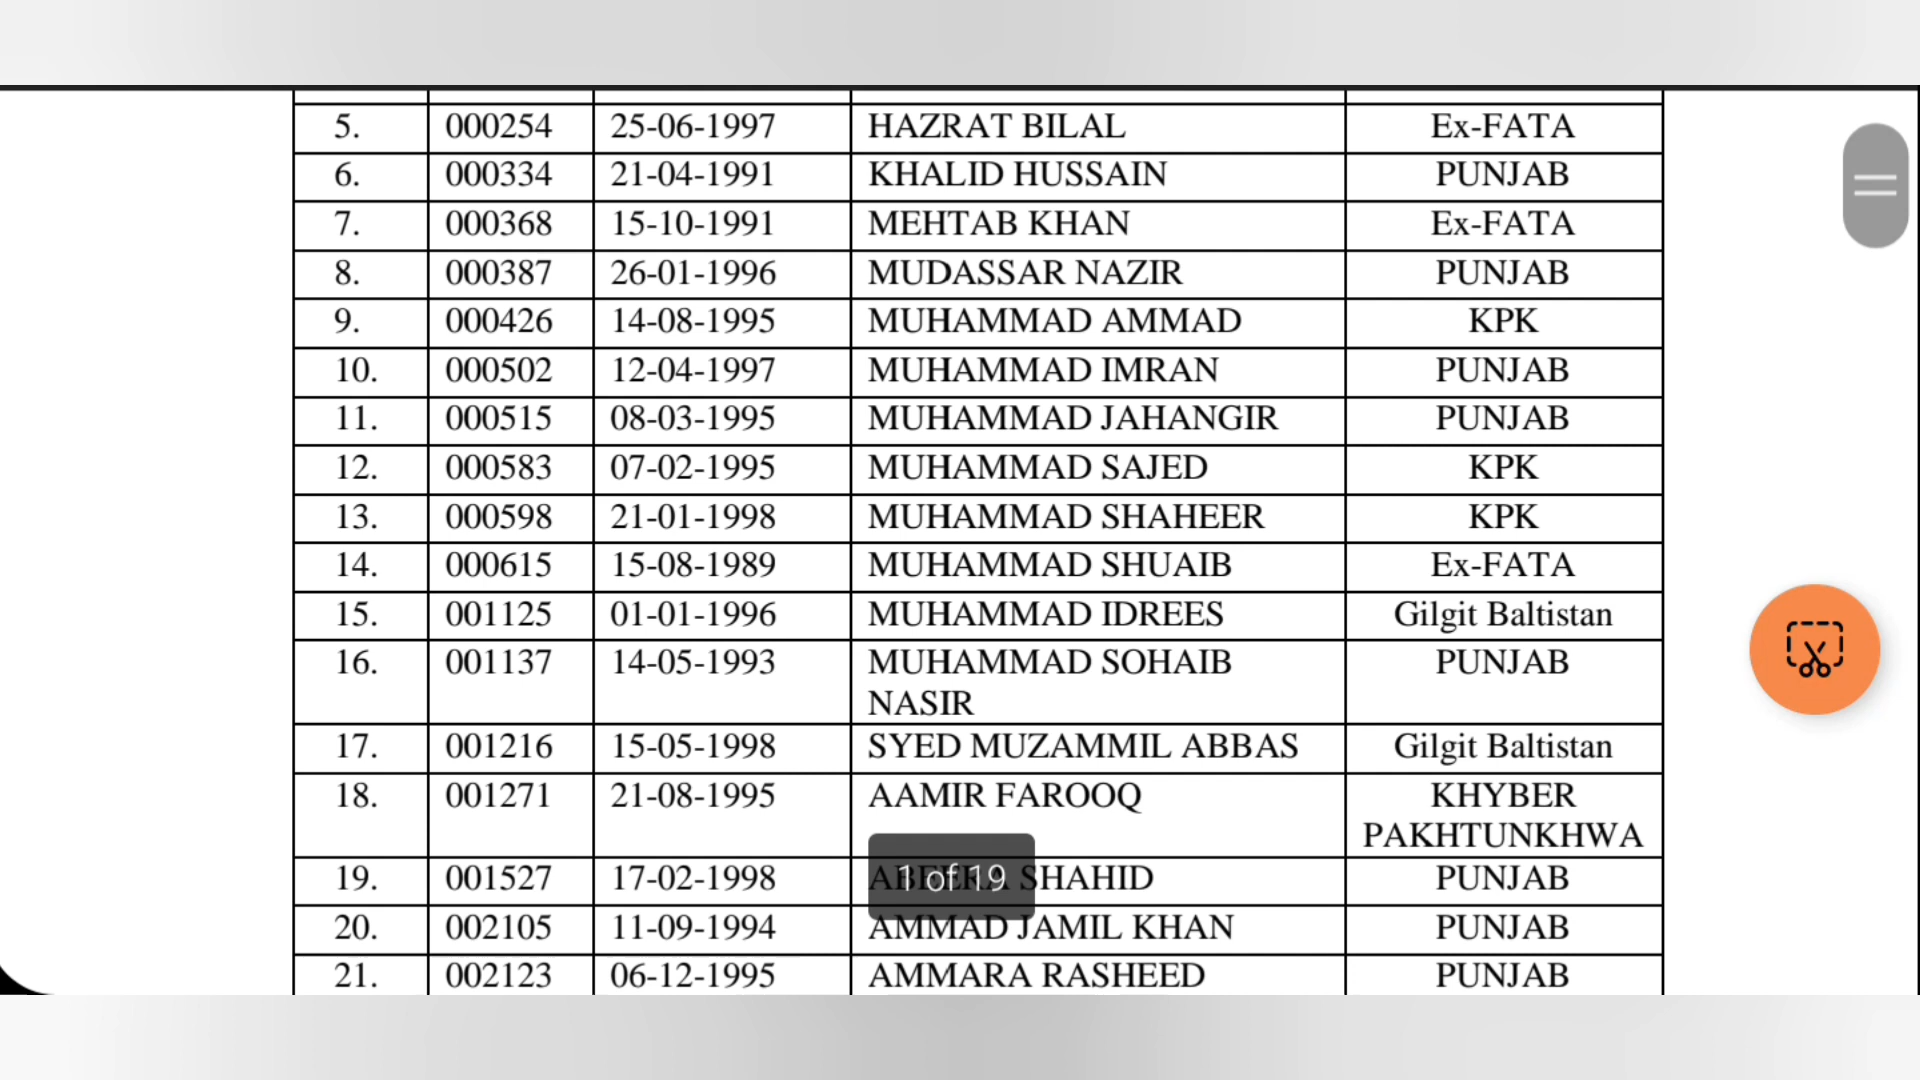 5. 000254 25-06-1997 HAZRAT BILAL Ex-FATA
6. 000334 21-04-1991 KHALID HUSSAIN PUNJAB
7. 000368 15-10-1991 MEHTAB KHAN Ex-FATA
8. 000387 26-01-1996 MUDASSAR NAZIR PUNJAB
9. 000426 14-08-1995 MUHAMMAD AMMAD KPK
10. 000502 12-04-1997 MUHAMMAD IMRAN PUNJAB
11. 000515 08-03-1995 MUHAMMAD JAHANGIR PUNJAB
12. 000583 07-02-1995 MUHAMMAD SAJED KPK
13. 000598 21-01-1998 MUHAMMAD SHAHEER KPK
14. 000615 15-08-1989 MUHAMMAD SHUAIB Ex-FATA
15. 001125 01-01-1996 MUHAMMAD IDREES Gilgit Baltistan
16. 001137 14-05-1993 MUHAMMAD SOHAIB PUNJAB
NASIR
17. 001216 15-05-1998 SYED MUZAMMIL ABBAS Gilgit Baltistan
18. 001271 21-08-1995 AAMIR FAROOQ KHYBER
PAKHTUNKHWA
19. 001527 17-02-1998 ABEERA SHAHID PUNJAB
1 of 19
20. 002105 11-09-1994 AMMAD JAMIL KHAN PUNJAB
21. 002123 06-12-1995 AMMARA RASHEED PUNJAB